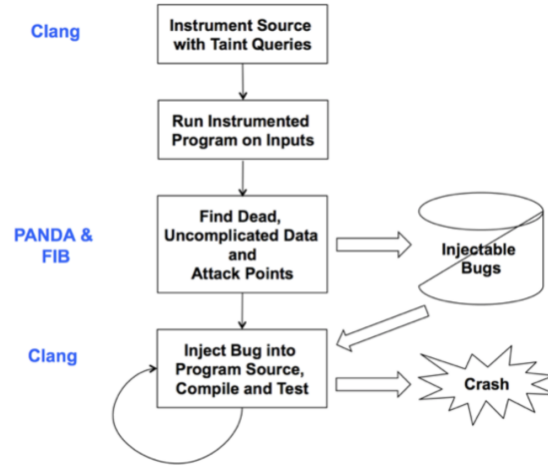 Clang
Instrument Source
with Taint Queries
Run Instrumented
Program on Inputs
PANDA &
FIB
Find Dead,
Uncomplicated Data
and
Attack Points
Injectable
Bugs
Clang
Inject Bug into
Program Source,
Compile and Test
Crash